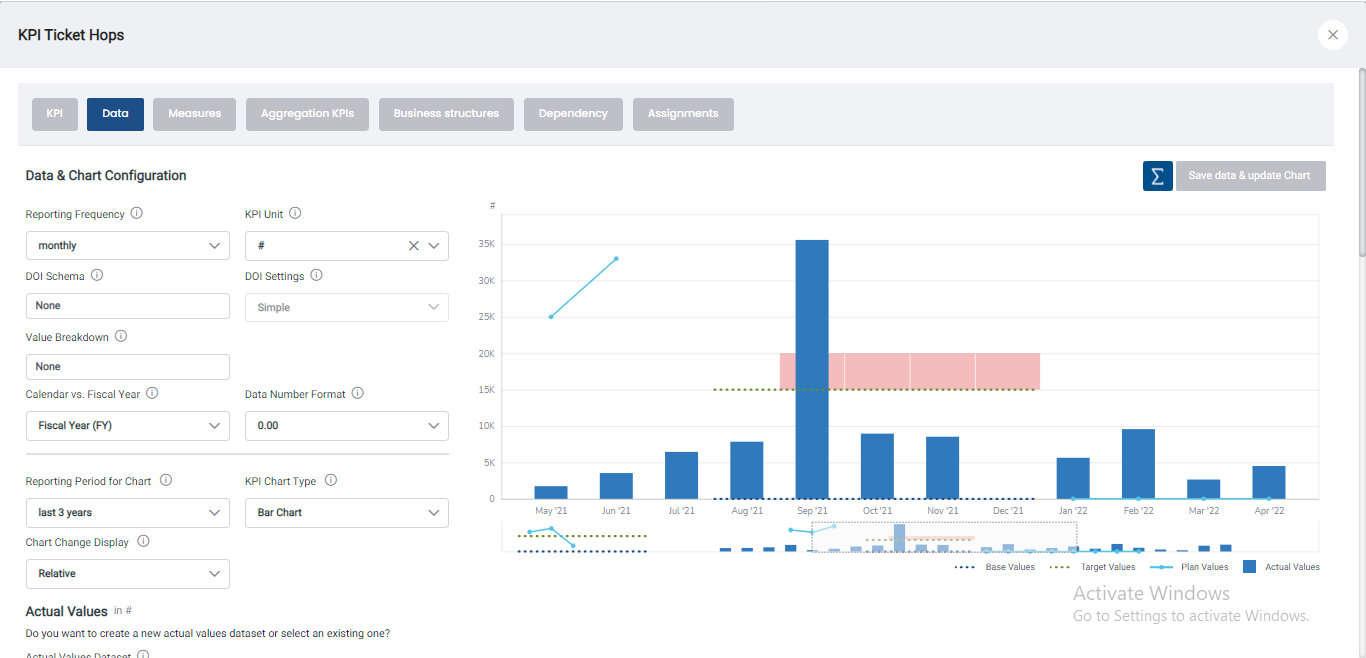 KPI Ticket Hops
KPI Data Measures Aggregation KPIs Business structures Dependency Assignments
Data & Chart Configuration
Σ Save data & update Chart
Reporting Frequency KPI Unit
monthly #
DOI Schema DOI Settings
None Simple
Value Breakdown
None
Calendar vs. Fiscal Year Data Number Format
Fiscal Year (FY) 0.00
Reporting Period for Chart KPI Chart Type
last 3 years Bar Chart
Chart Change Display
Relative
Actual Values in #
Do you want to create a new actual values dataset or select an existing one?
Actual Values Dataset
#
35K
30K
25K
20K
15K
10K
5K
0
May '21 Jun '21 Jul '21 Aug '21 Sep '21 Oct '21 Nov '21 Dec '21 Jan '22 Feb '22 Mar '22 Apr '22
Base Values Target Values Plan Values Actual Values
Activate Windows
Go to Settings to activate Windows.